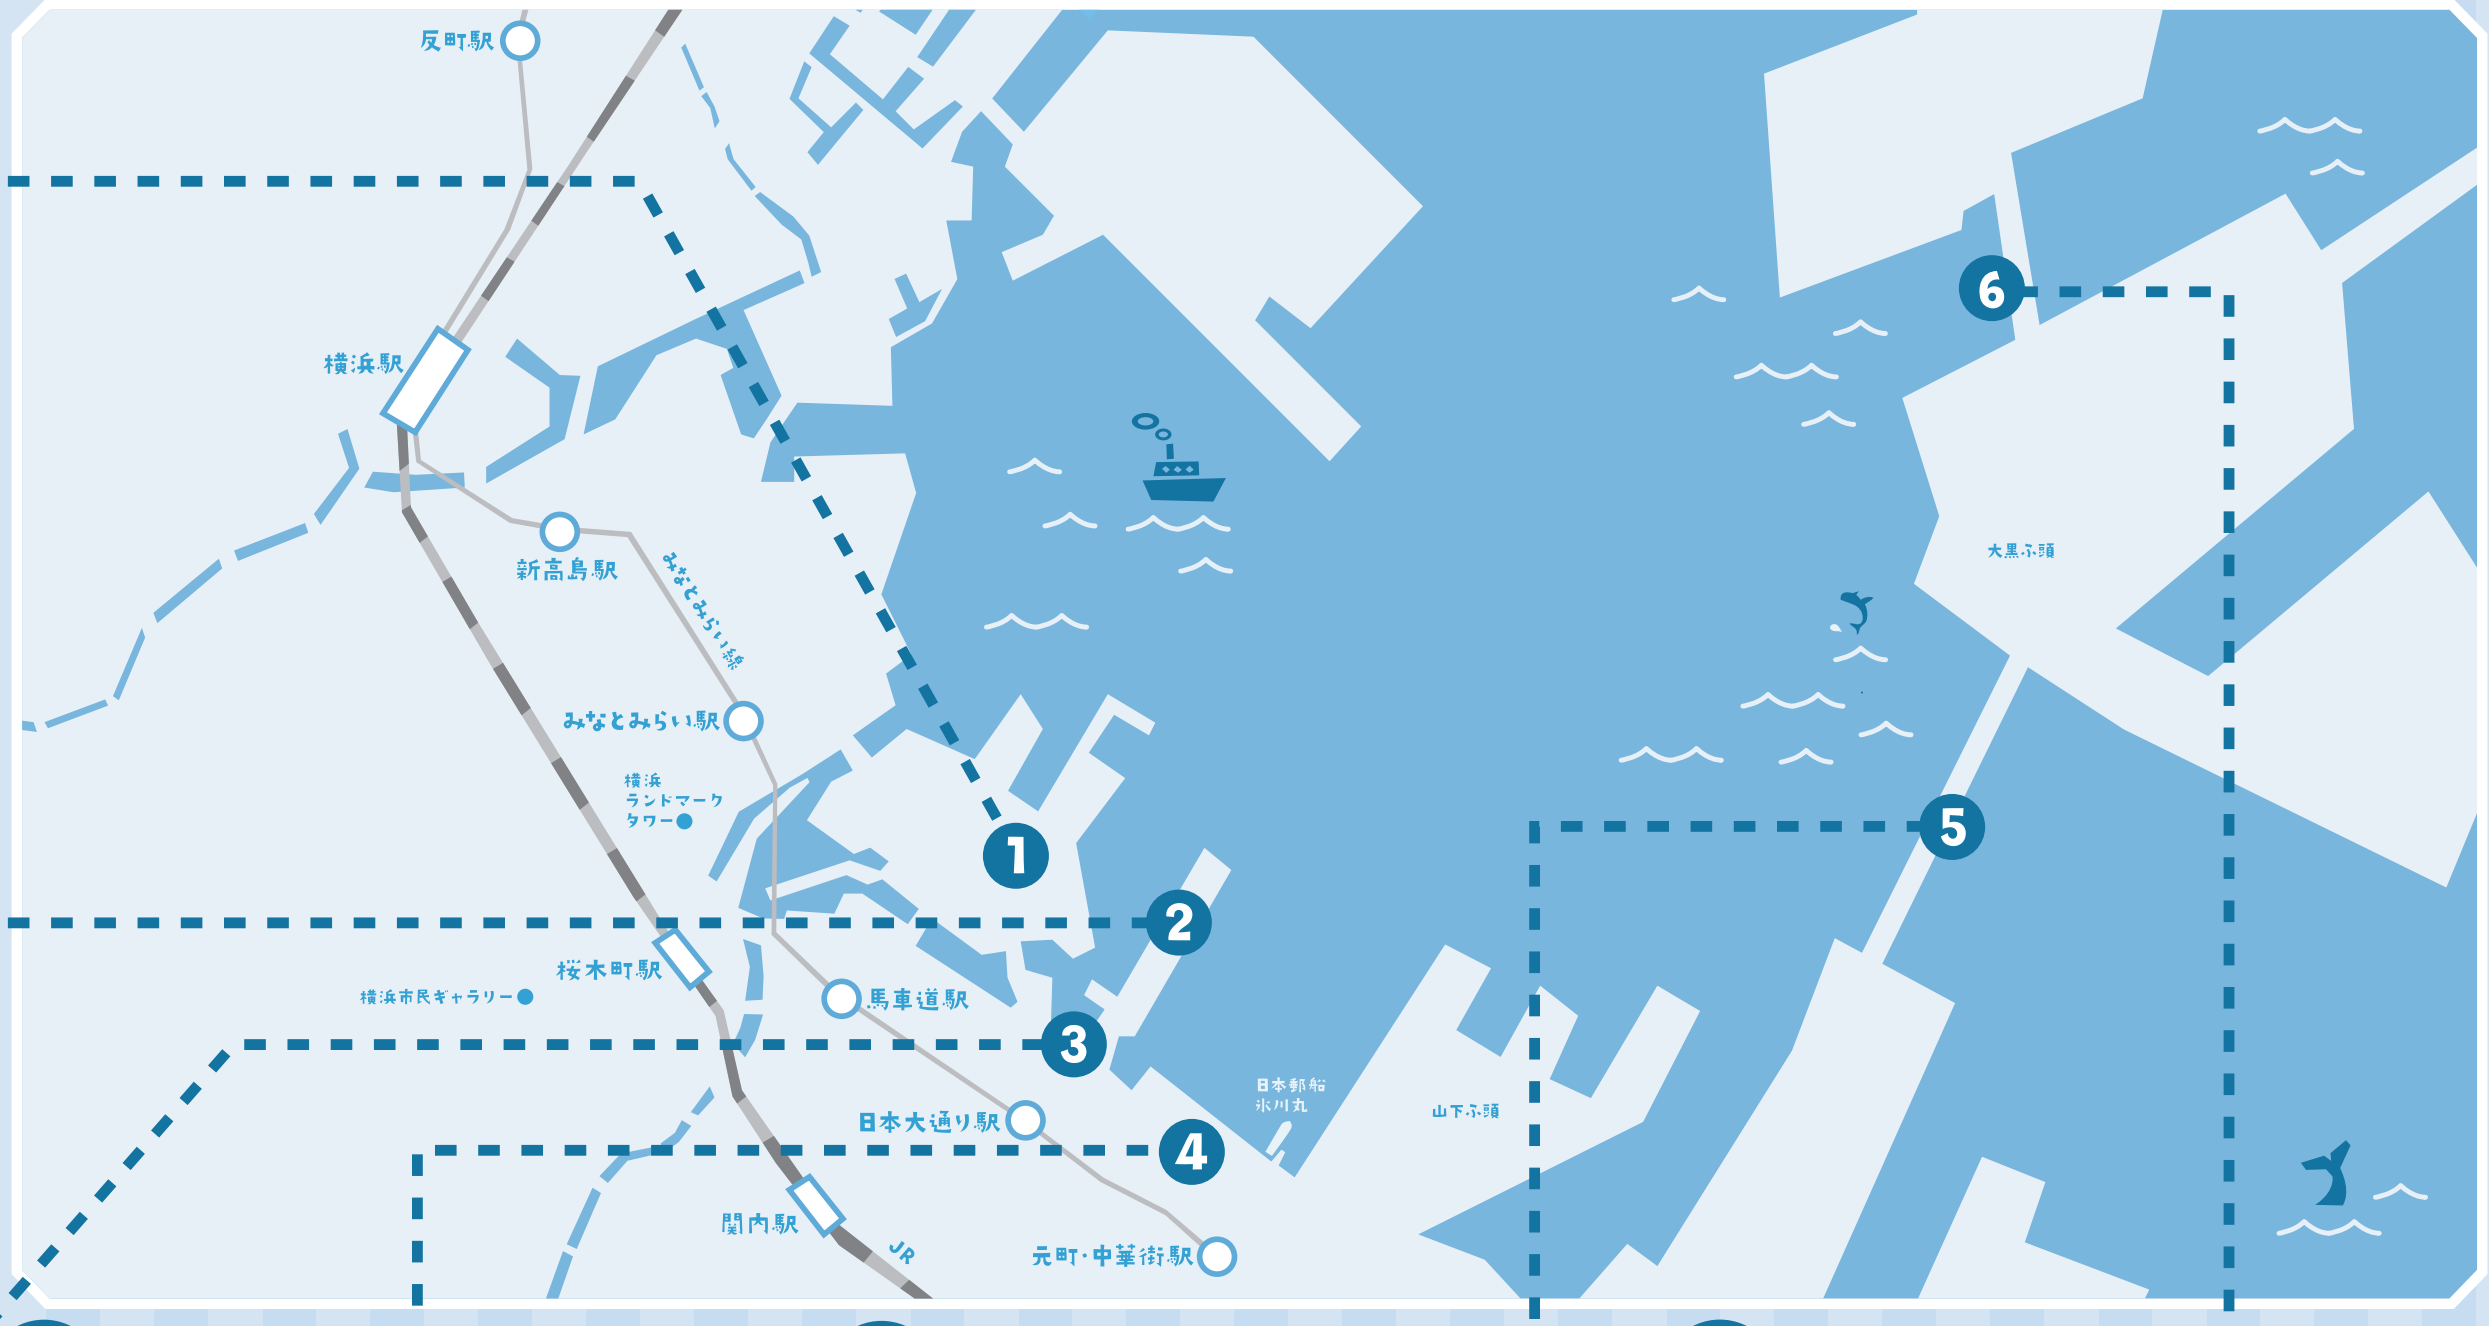 反町駅
6
横浜駅
大黒ふ頭
新高島駅
みなとみらい線
みなとみらい駅
横浜
ランドマーク
タワー
5
1
2
桜木町駅
横浜市民ギャラリー
馬車道駅
3
日本郵船
氷川丸
山下ふ頭
日本大通り駅
4
関内駅
JR
元町・中華街駅